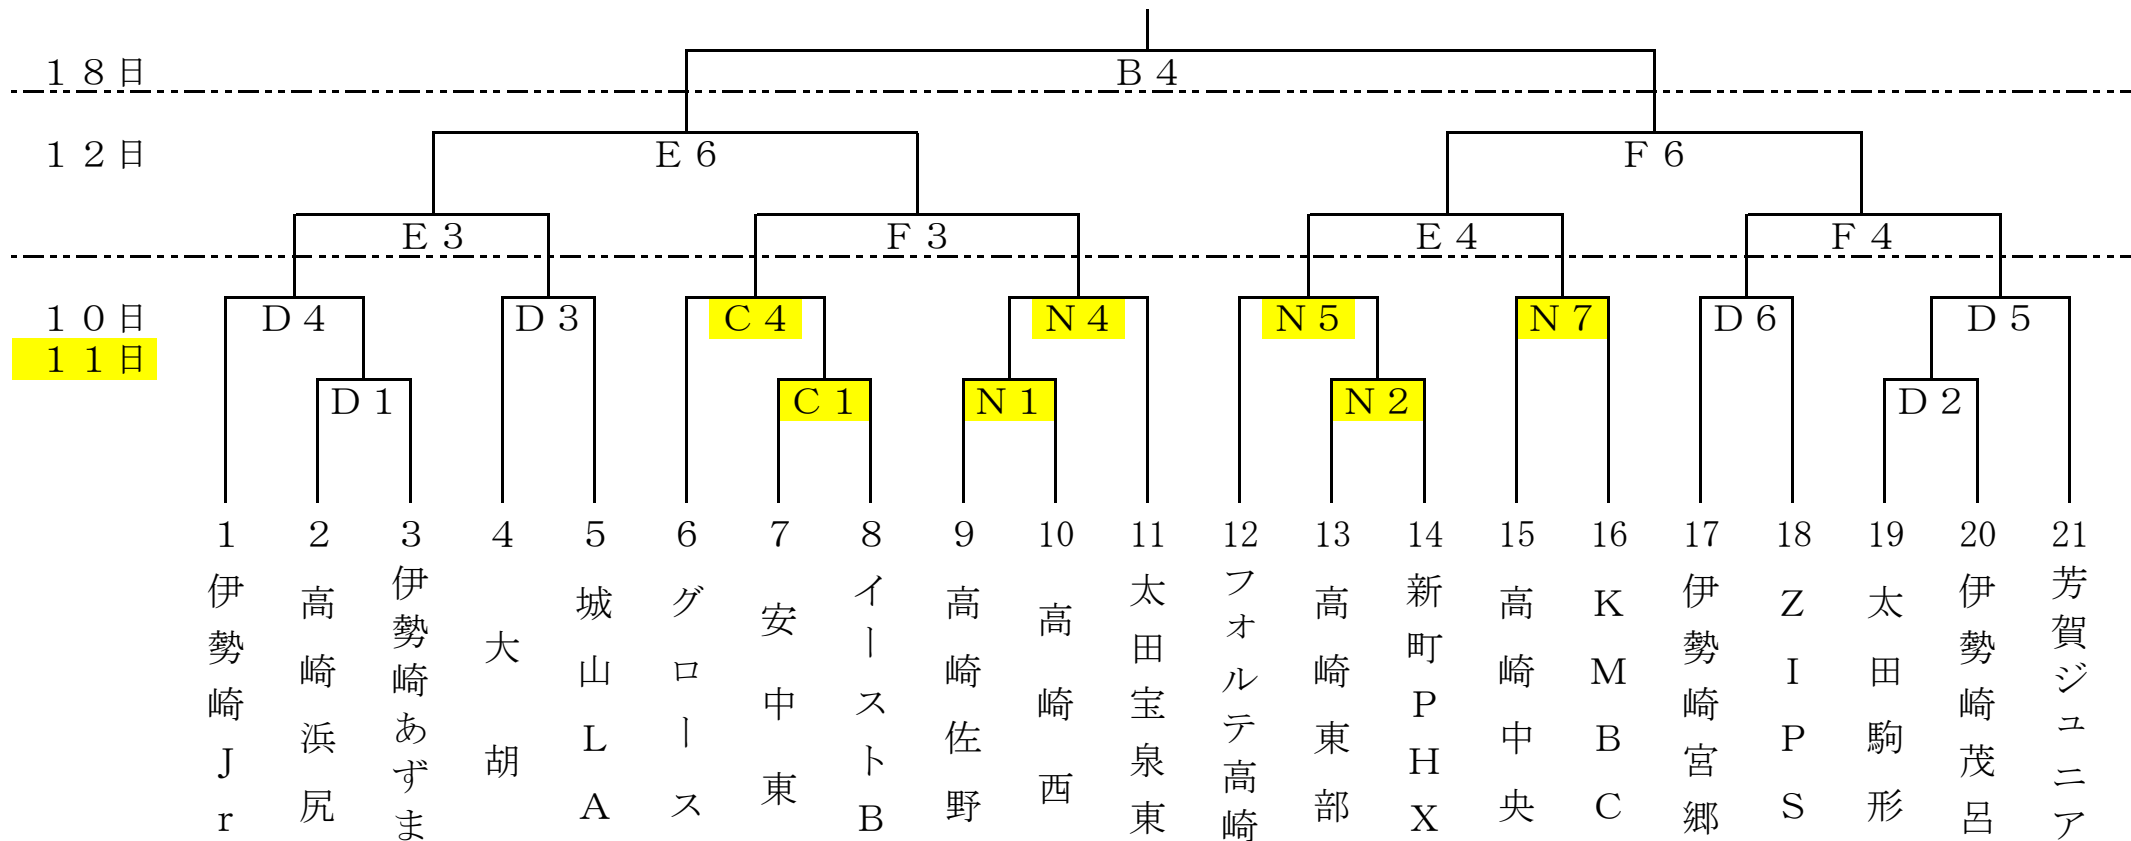 １８日 Ｂ４
１２日 Ｅ６ Ｆ６
Ｅ３ Ｆ３ Ｅ４ Ｆ４
１０日 Ｄ４ Ｄ３ Ｃ４ Ｎ４ Ｎ５ Ｎ７ Ｄ６ Ｄ５
１１日
Ｄ１ Ｃ１ Ｎ１ Ｎ２ Ｄ２
1 2 3 4 5 6 7 8 9 10 11 12 13 14 15 16 17 18 19 20 21
伊勢崎Ｊｒ
高崎浜尻
伊勢崎あずま
大胡
城山ＬＡ
グロース
安中東
イーストＢ
高崎佐野
高崎西
太田宝泉東
フォルテ高崎
高崎東部
新町ＰＨＸ
高崎中央
ＫＭＢＣ
伊勢崎宮郷
ＺＩＰＳ
太田駒形
伊勢崎茂呂
芳賀ジュニア